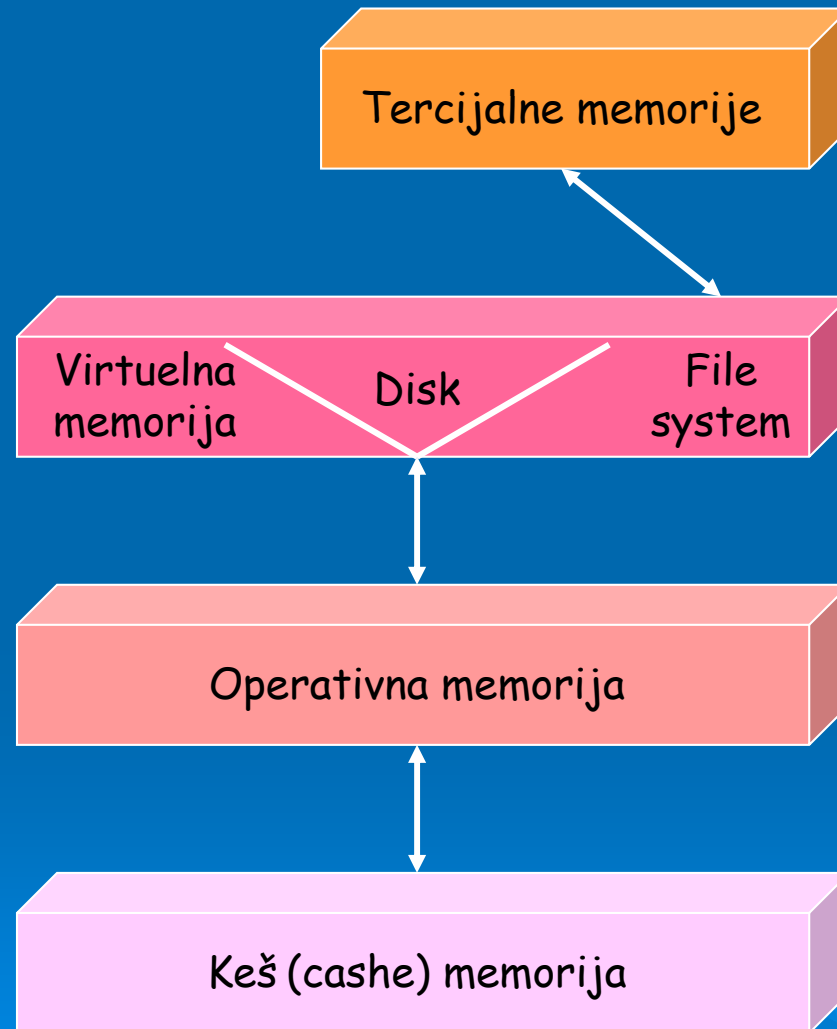 Tercijalne memorije
Virtuelna
memorija
Disk
File
system
Operativna memorija
Keš (cashe) memorija